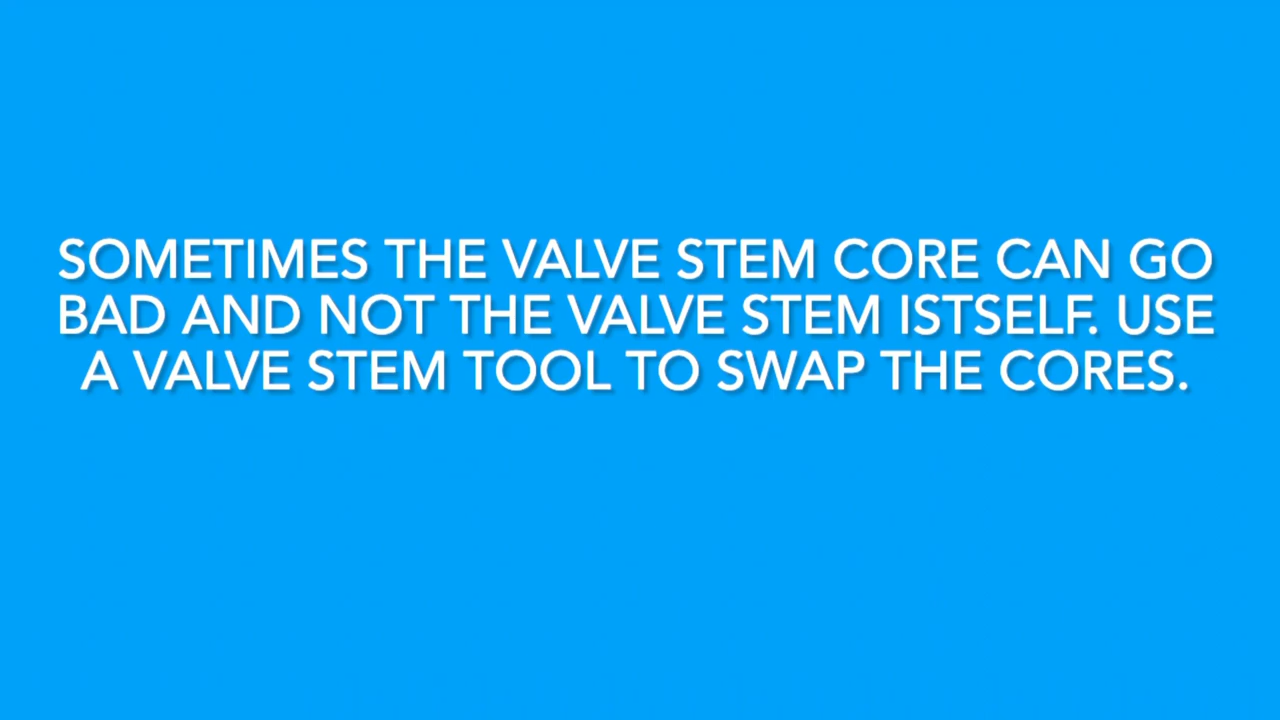 SOMETIMES THE VALVE STEM CORE CAN GO
BAD AND NOT THE VALVE STEM ISTSELF. USE
A VALVE STEM TOOL TO SWAP THE CORES.